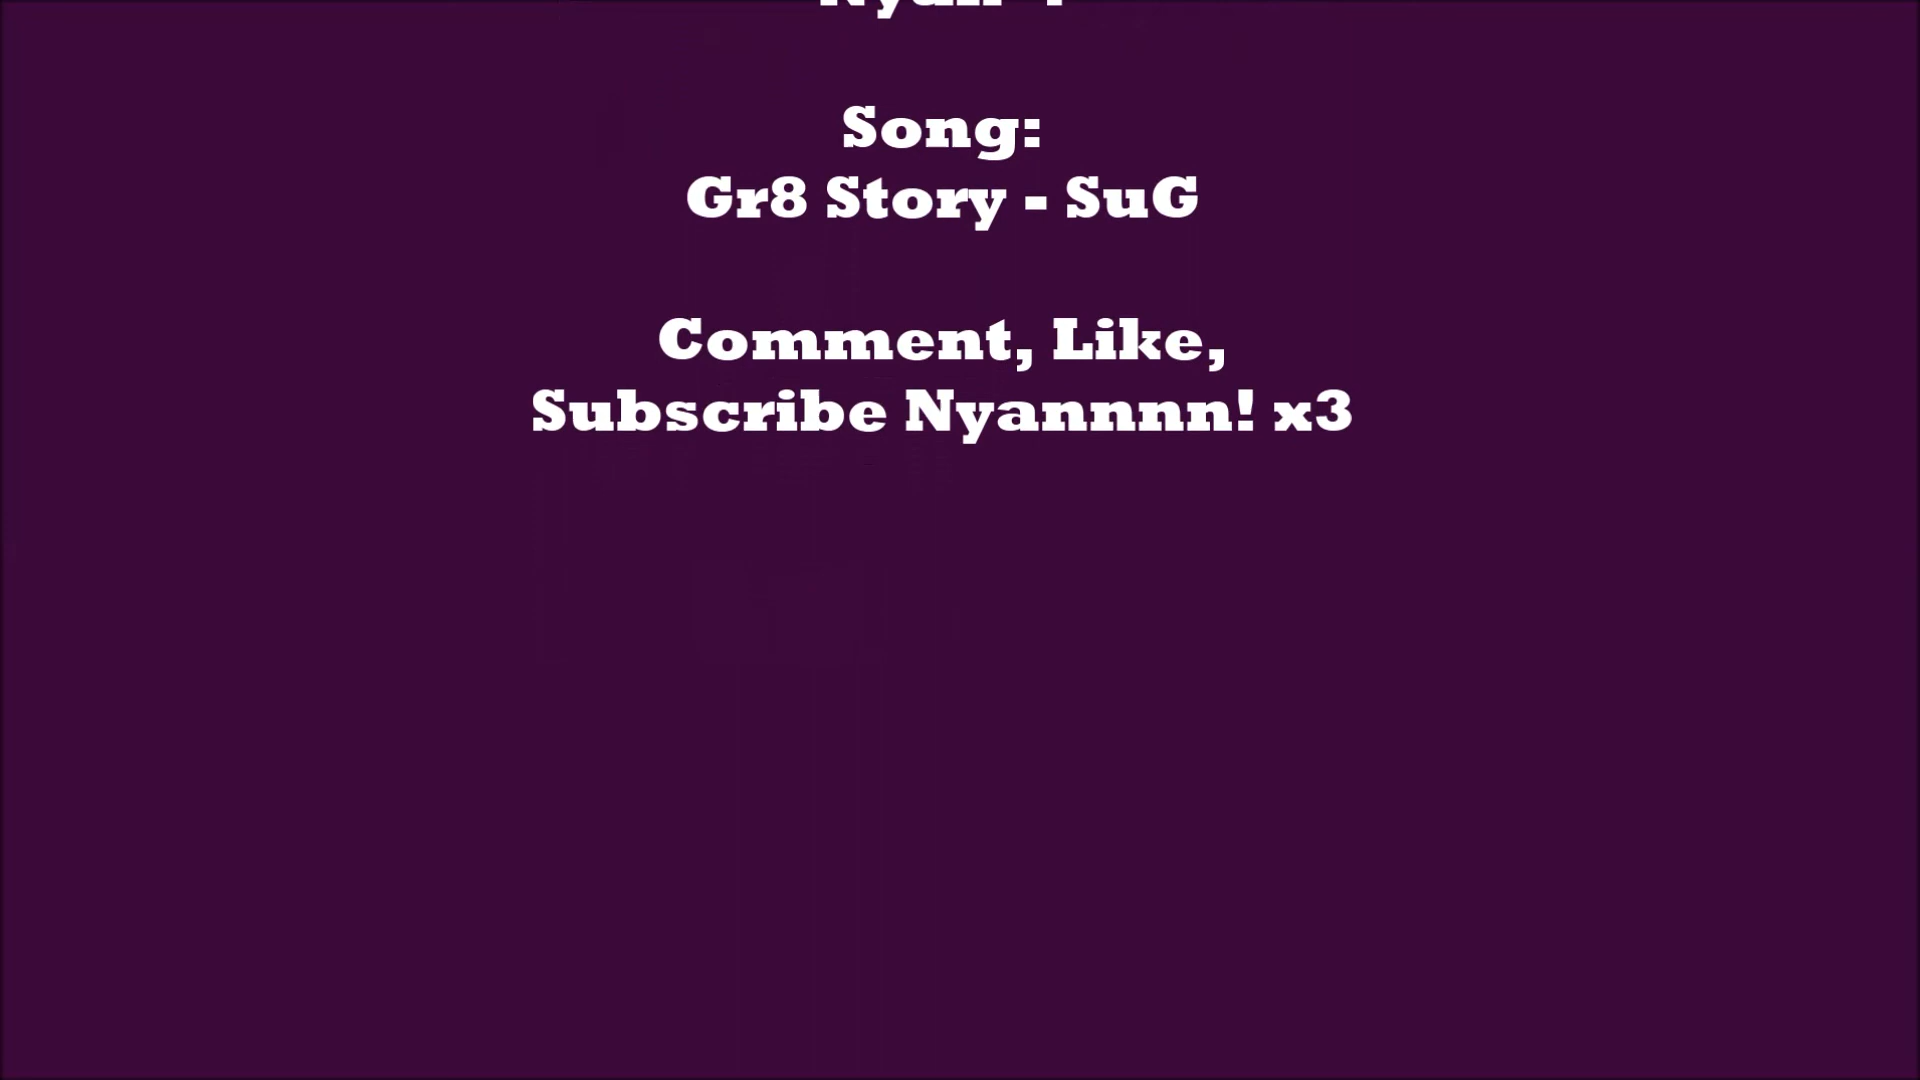 Song:
Gr8 Story - SuG
Comment, Like,
Subscribe Nyannnn! x3